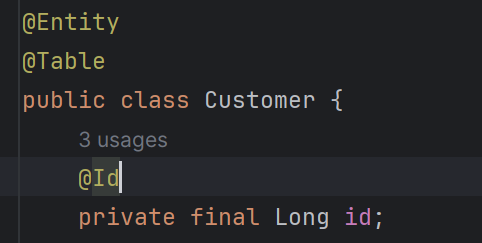 @Entity
@Table
public class Customer {
3 usages
@Id
private final Long id;